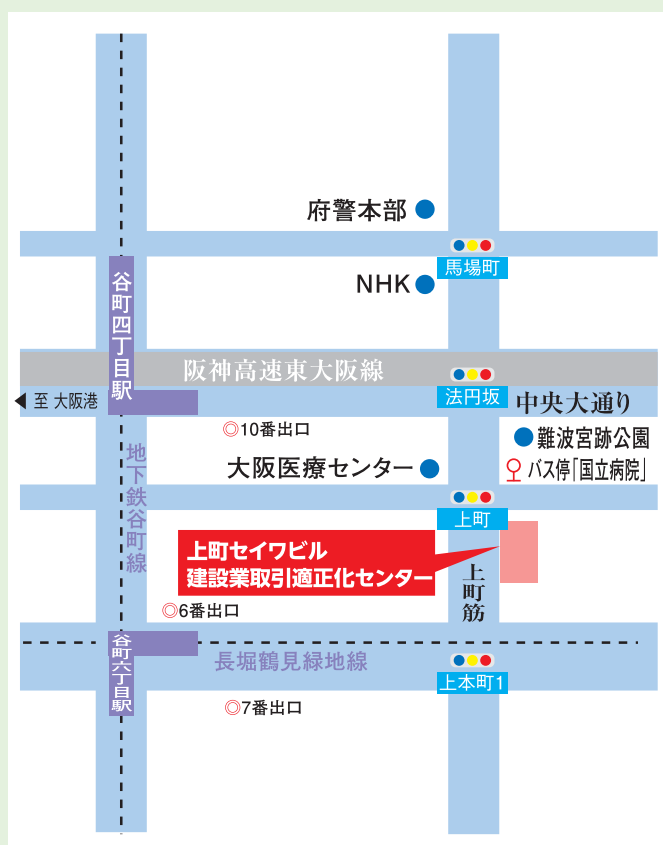 府警本部
馬場町
NHK
谷町四丁目駅
阪神高速東大阪線
至 大阪港
法円坂
中央大通り
◎10番出口
難波宮跡公園
地下鉄谷町線
大阪医療センター
バス停「国立病院」
上町
上町セイワビル
建設業取引適正化センター
上町筋
◎6番出口
谷町六丁目駅
長堀鶴見緑地線
上本町1
◎7番出口